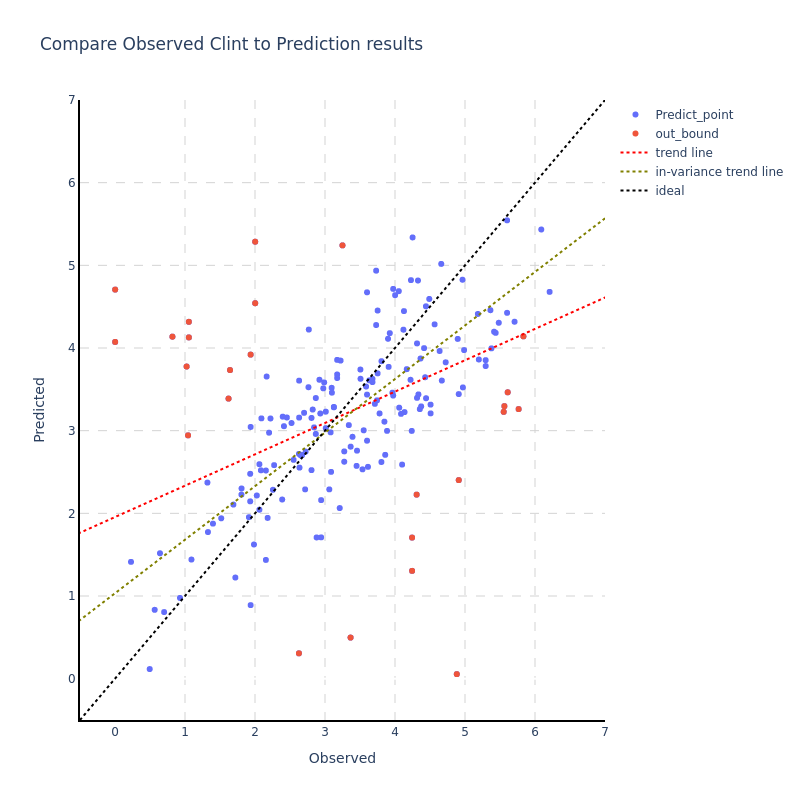 Compare Observed Clint to Prediction results
7
6
5
4
3
2
1
0
Predicted
0 1 2 3 4 5 6 7
Observed
Predict_point
out_bound
trend line
in-variance trend line
ideal